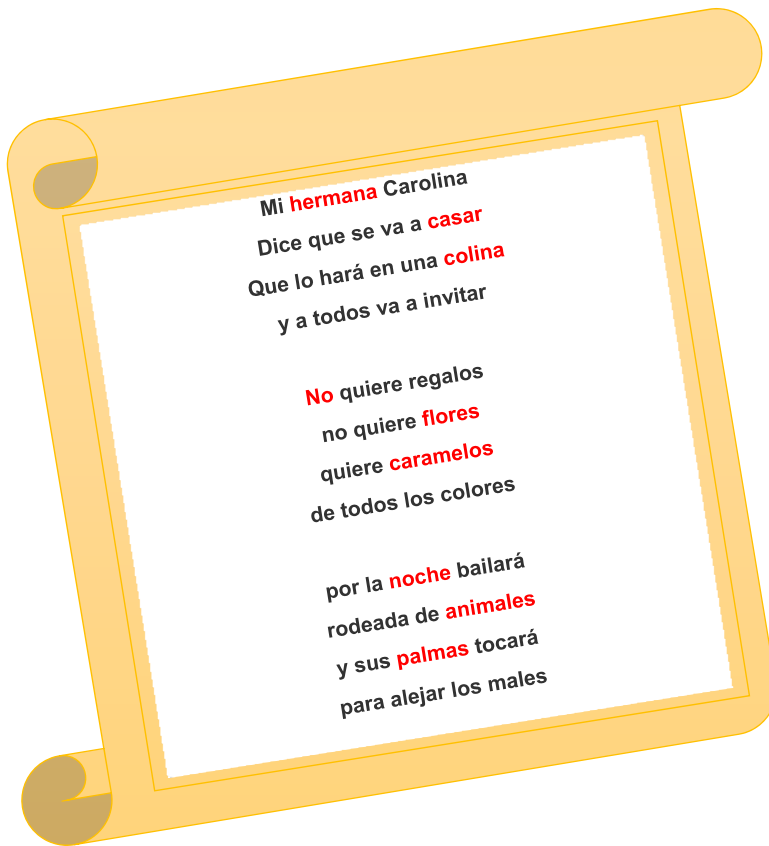 Mi hermana Carolina
Dice que se va a casar
Que lo hará en una colina
y a todos va a invitar
No quiere regalos
no quiere flores
quiere caramelos
de todos los colores
por la noche bailará
rodeada de animales
y sus palmas tocará
para alejar los males